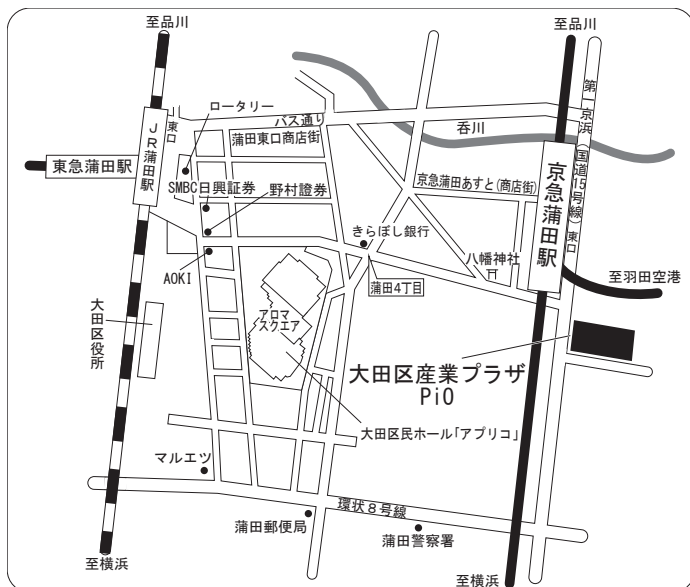 至品川
至品川
ロータリー
バス通り
蒲田東口商店街
呑川
第一京浜(国道15号線)
東口
JR蒲田駅
東急蒲田駅
SMBC日興証券
野村證券
京急蒲田あすと(商店街)
京急蒲田駅
東口
きらぼし銀行
八幡神社
至羽田空港
AOKI
蒲田4丁目
大田区役所
アロマ
スクエア
大田区産業プラザ
PiO
大田区民ホール「アプリコ」
マルエツ
環状8号線
蒲田郵便局
蒲田警察署
至横浜
至横浜